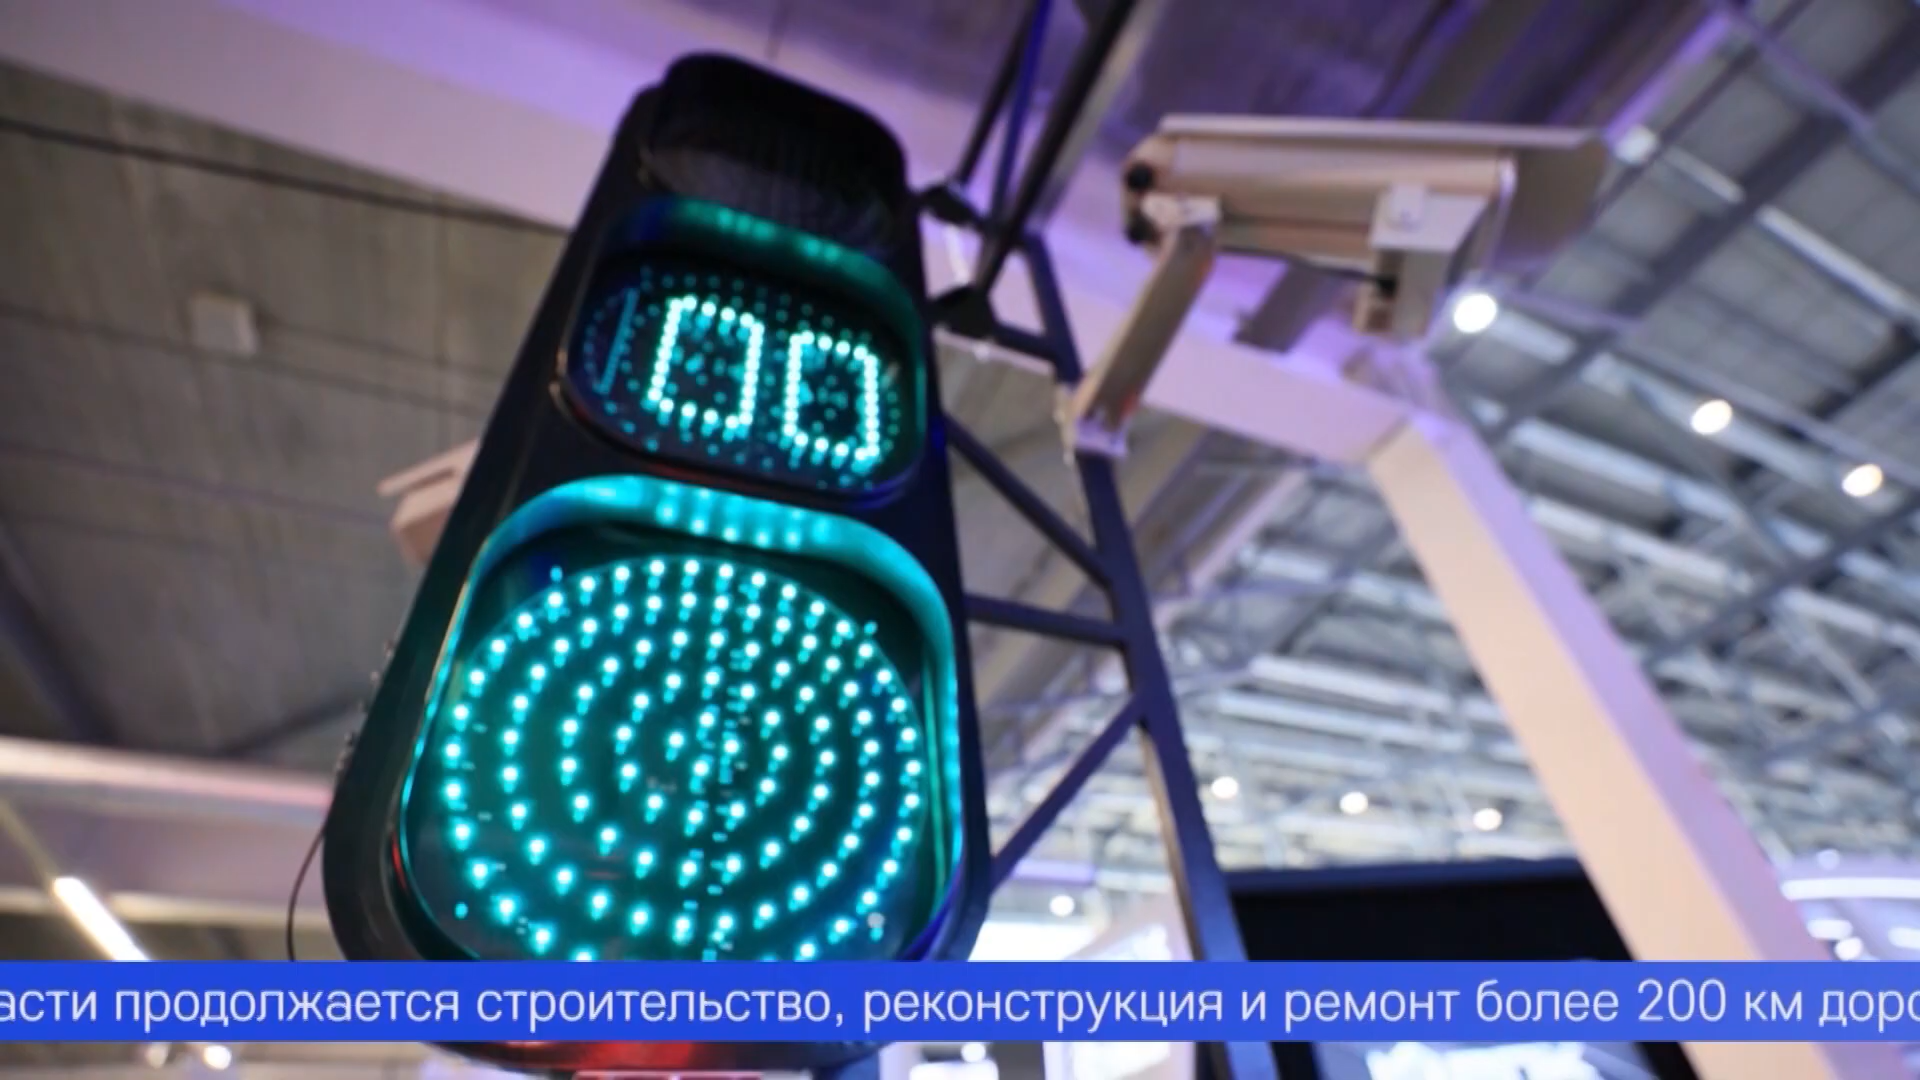 00
асти продолжается строительство, реконструкция и ремонт более 200 км доро